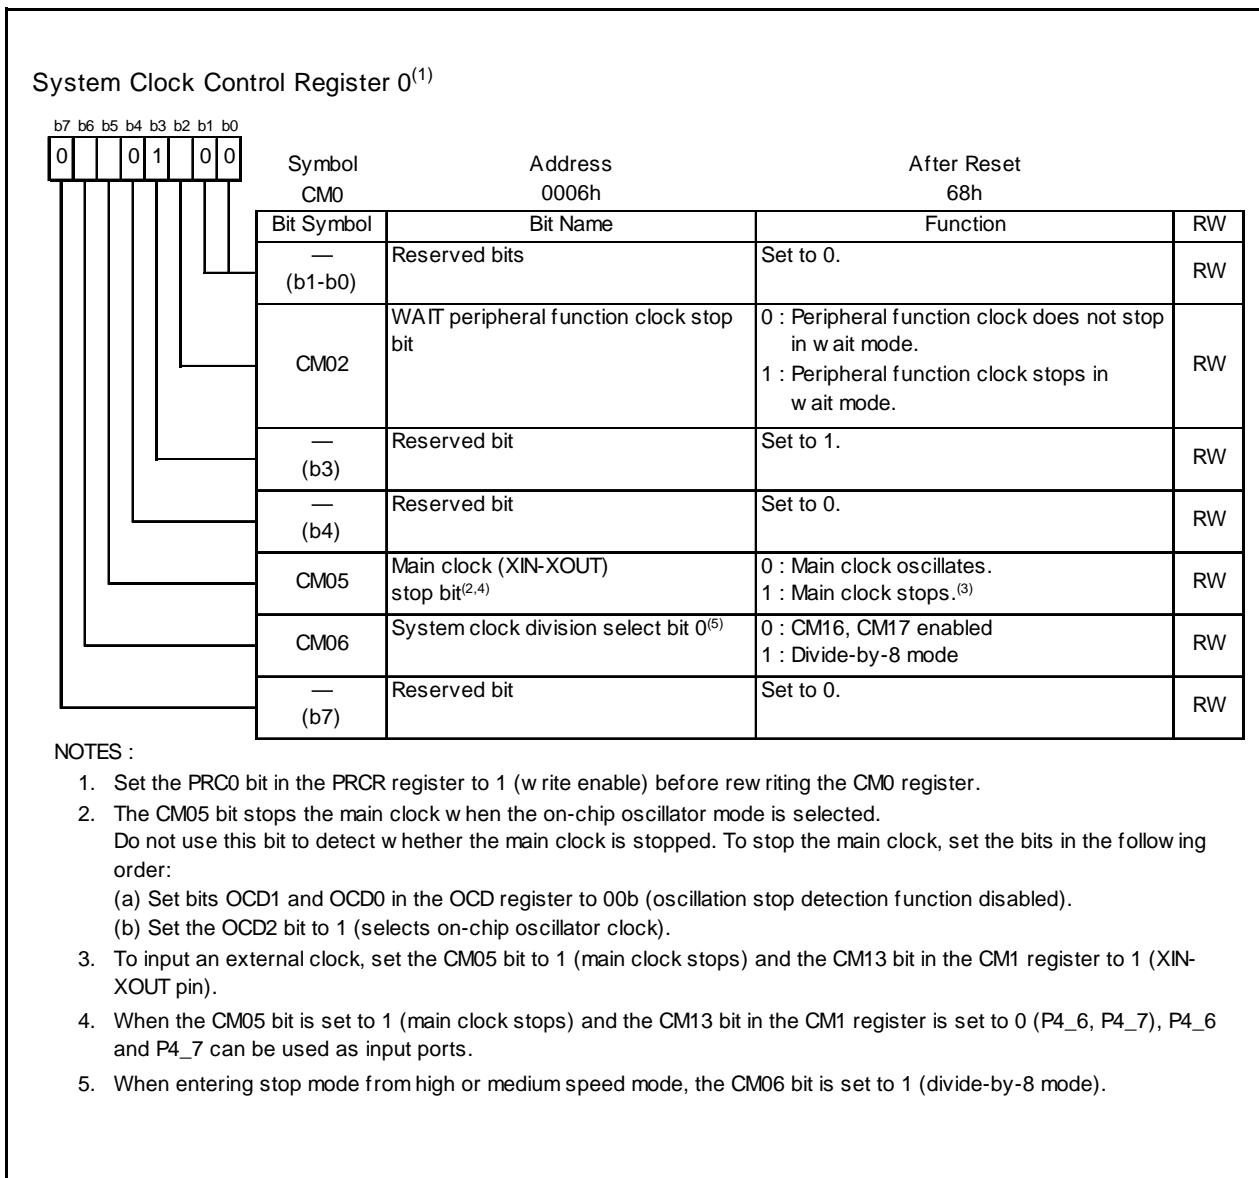 System Clock Control Register 0(1)
b7 b6 b5 b4 b3 b2 b1 b0
0 0 1 0 0
Symbol Address After Reset
CM0 0006h 68h
Bit Symbol Bit Name Function RW
— Reserved bits Set to 0.
(b1-b0) RW
WAIT peripheral function clock stop 0 : Peripheral function clock does not stop
bit in wait mode.
CM02 1 : Peripheral function clock stops in RW
wait mode.
— Reserved bit Set to 1.
(b3) RW
— Reserved bit Set to 0.
(b4) RW
Main clock (XIN-XOUT) 0 : Main clock oscillates.
CM05 stop bit(2,4) 1 : Main clock stops.(3) RW
System clock division select bit 0(5) 0 : CM16, CM17 enabled
CM06 1 : Divide-by-8 mode RW
— Reserved bit Set to 0.
(b7) RW
NOTES :
1. Set the PRC0 bit in the PRCR register to 1 (write enable) before rewriting the CM0 register.
2. The CM05 bit stops the main clock when the on-chip oscillator mode is selected.
Do not use this bit to detect whether the main clock is stopped. To stop the main clock, set the bits in the following
order:
(a) Set bits OCD1 and OCD0 in the OCD register to 00b (oscillation stop detection function disabled).
(b) Set the OCD2 bit to 1 (selects on-chip oscillator clock).
3. To input an external clock, set the CM05 bit to 1 (main clock stops) and the CM13 bit in the CM1 register to 1 (XIN-
XOUT pin).
4. When the CM05 bit is set to 1 (main clock stops) and the CM13 bit in the CM1 register is set to 0 (P4_6, P4_7), P4_6
and P4_7 can be used as input ports.
5. When entering stop mode from high or medium speed mode, the CM06 bit is set to 1 (divide-by-8 mode).